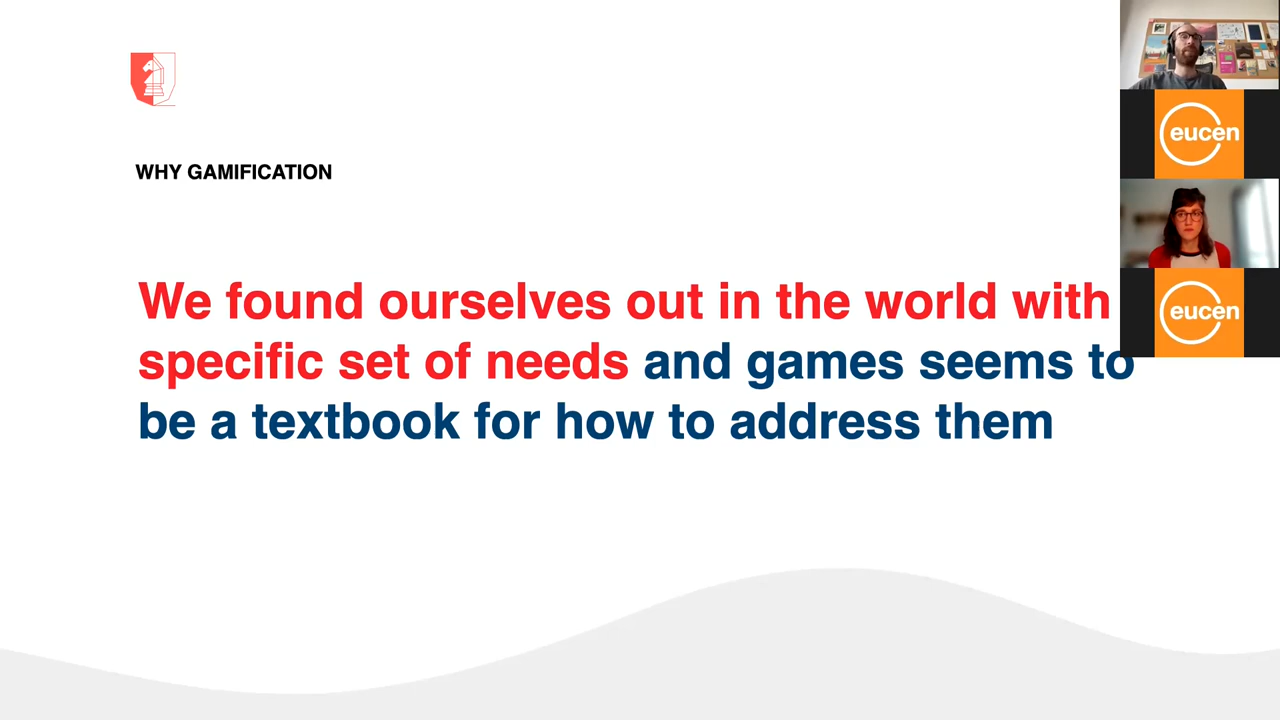 WHY GAMIFICATION
We found ourselves out in the world with
specific set of needs and games seems to
be a textbook for how to address them
eucen
eucen